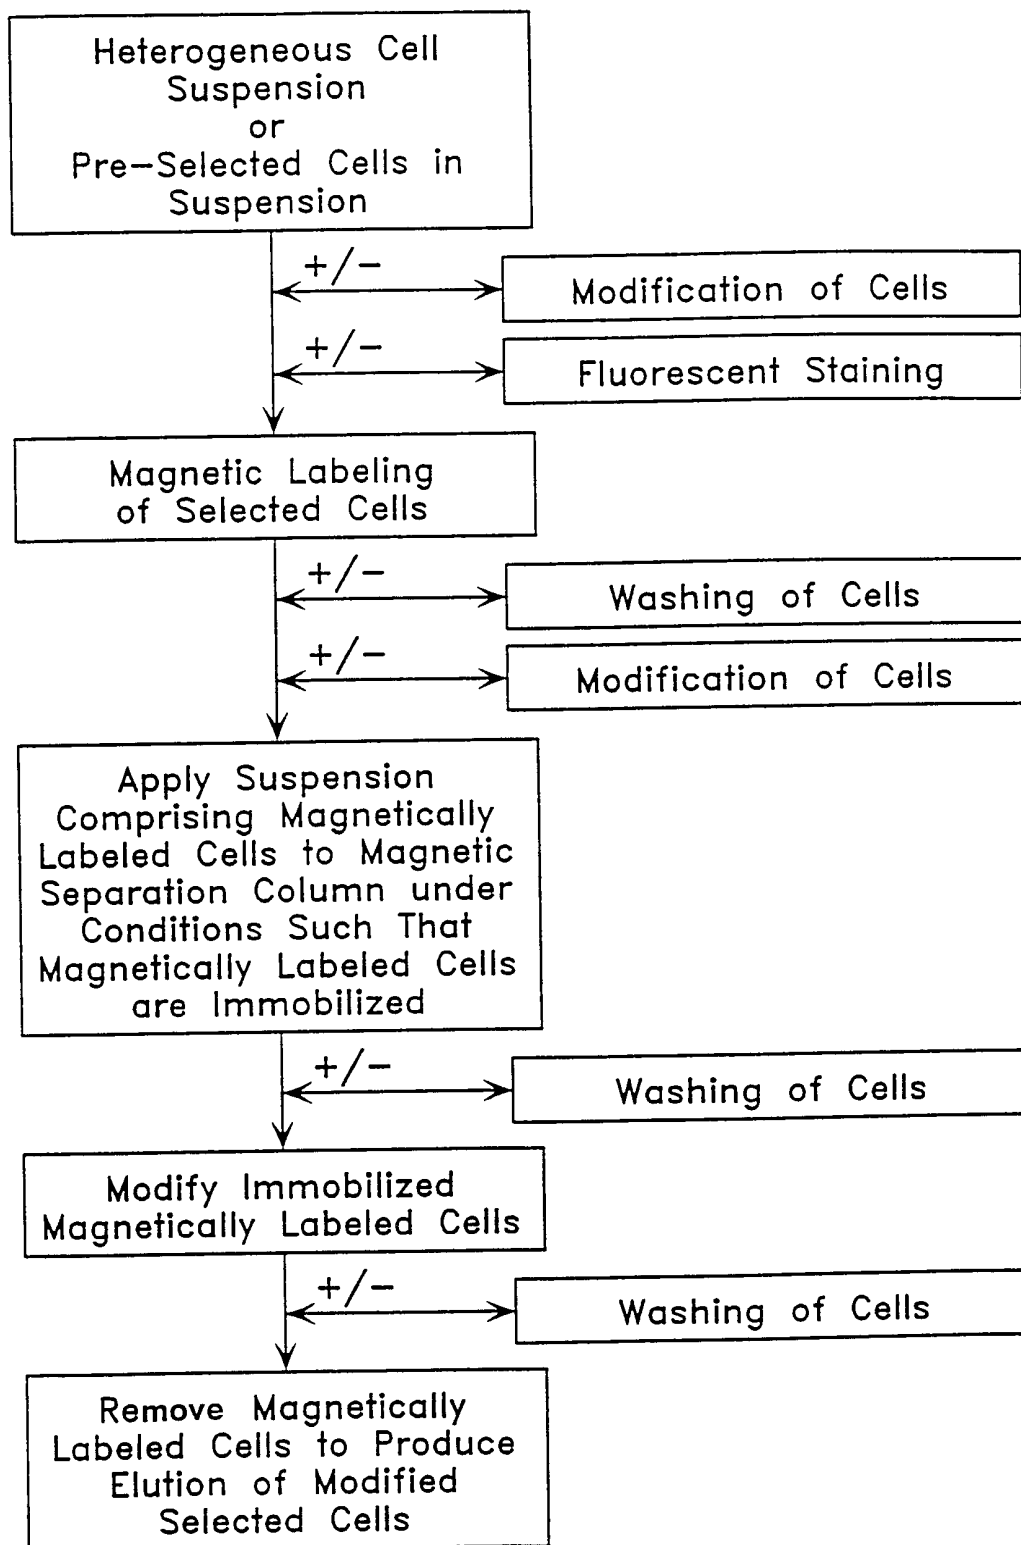 Heterogeneous Cell
Suspension
or
Pre-Selected Cells in
Suspension
+/-
Modification of Cells
+/-
Fluorescent Staining
Magnetic Labeling
of Selected Cells
+/-
Washing of Cells
+/-
Modification of Cells
Apply Suspension
Comprising Magnetically
Labeled Cells to Magnetic
Separation Column under
Conditions Such That
Magnetically Labeled Cells
are Immobilized
+/-
Washing of Cells
Modify Immobilized
Magnetically Labeled Cells
+/-
Washing of Cells
Remove Magnetically
Labeled Cells to Produce
Elution of Modified
Selected Cells